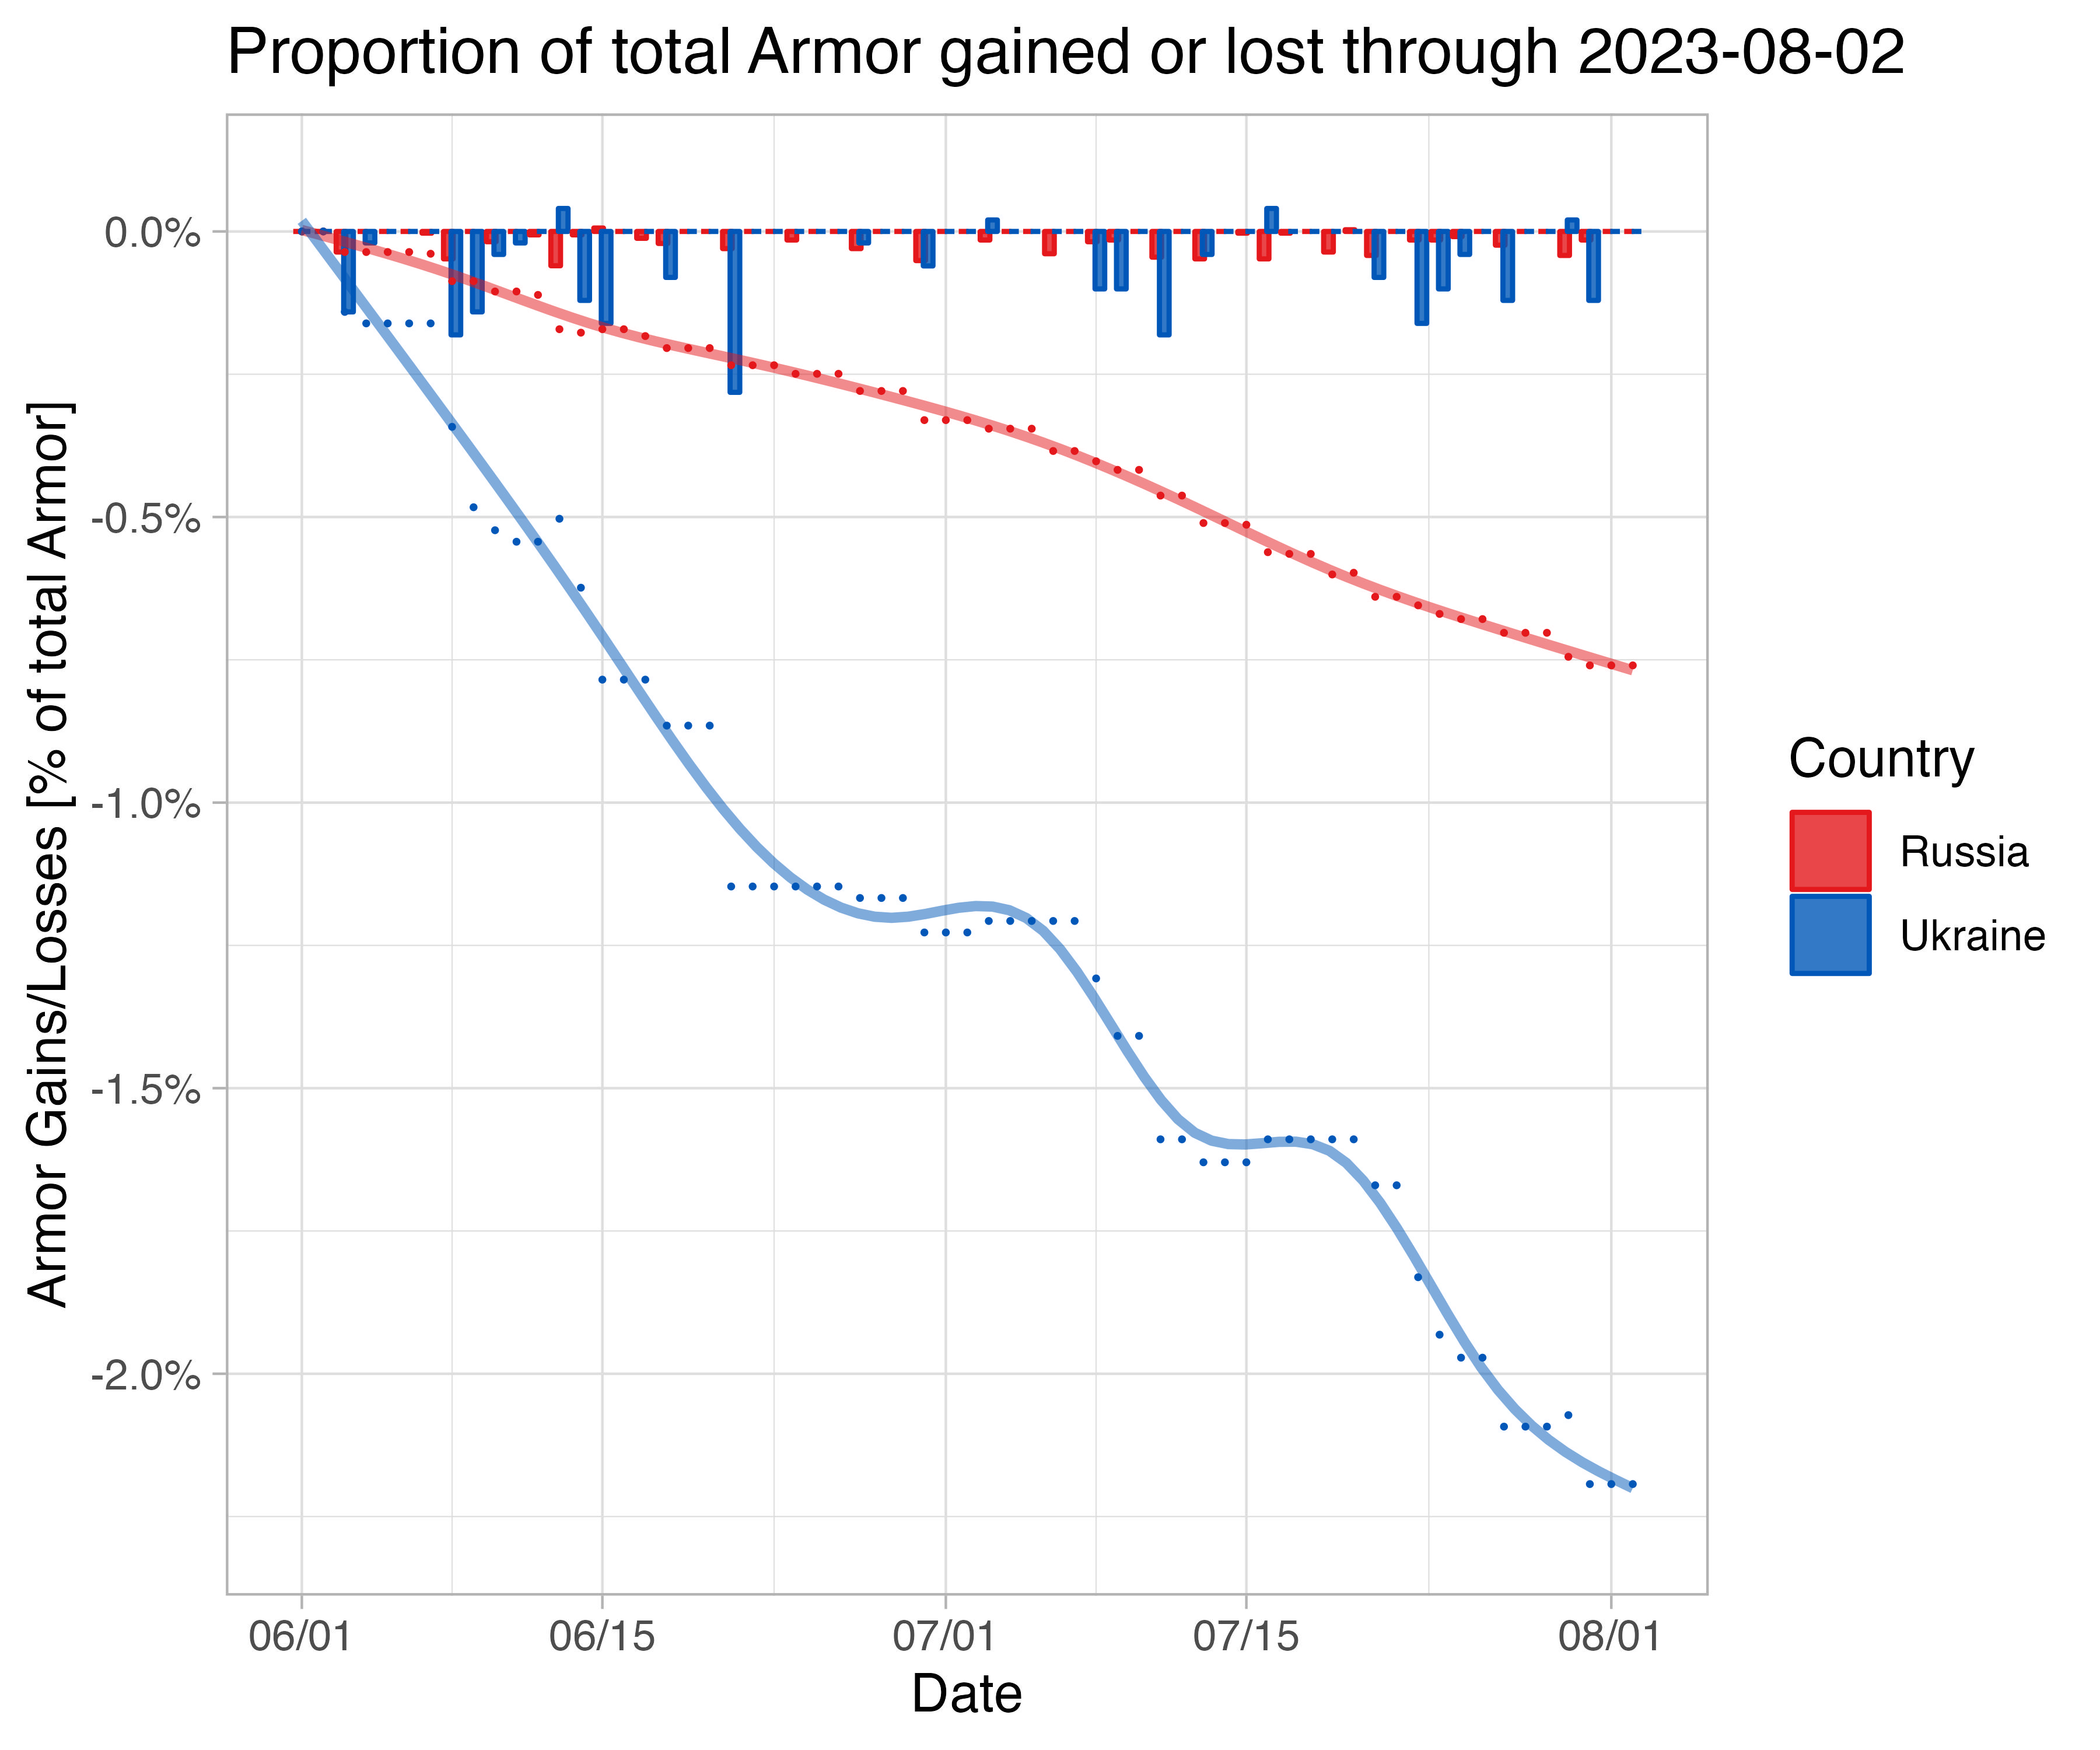 Proportion of total Armor gained or lost through 2023-08-02
Armor Gains/Losses [% of total Armor]
0.0%
-0.5%
-1.0%
-1.5%
-2.0%
06/01
06/15
07/01
07/15
08/01
Date
Country
Russia
Ukraine